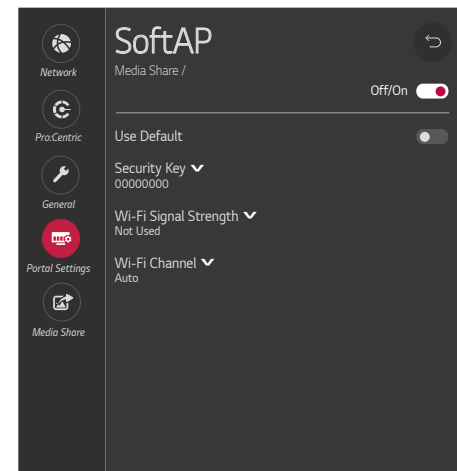 Network
Pro:Centric
General
Portal Settings
Media Share
SoftAP
Media Share /
Off/On
Use Default
Security Key
00000000
Wi-Fi Signal Strength
Not Used
Wi-Fi Channel
Auto